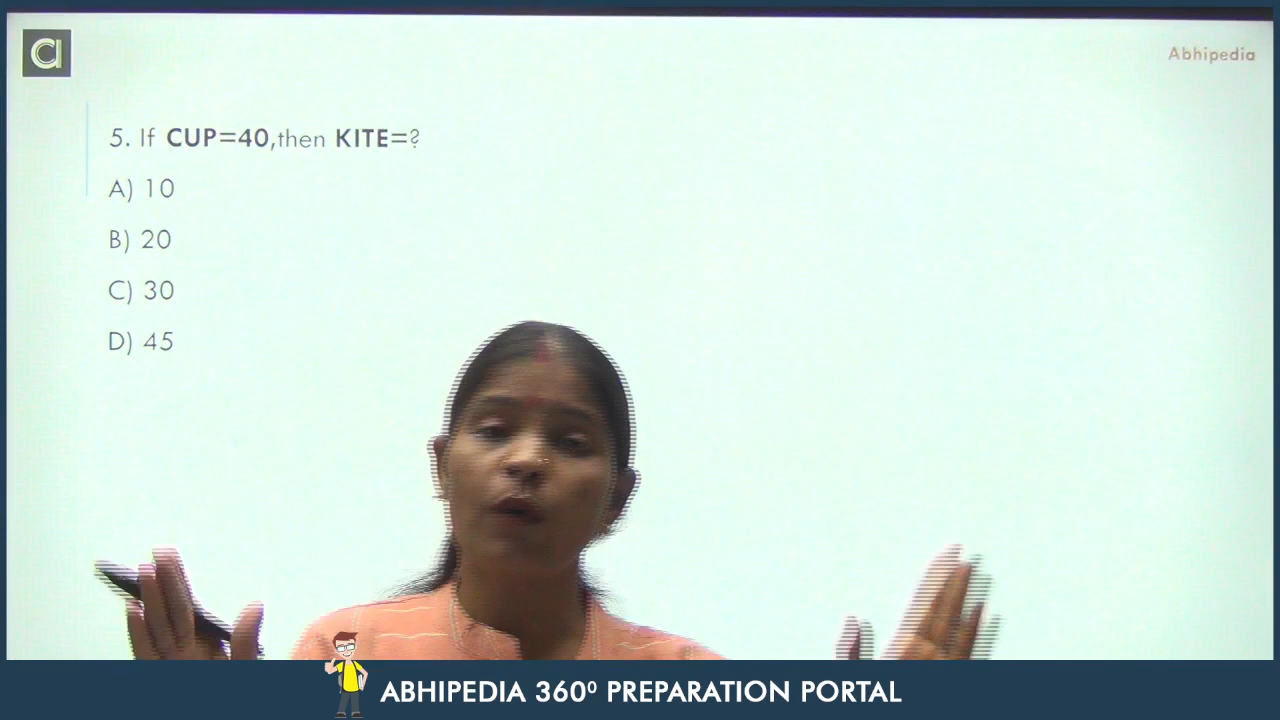 a
Abhipedia
5. If CUP=40,then KITE=?
A) 10
B) 20
C) 30
D) 45
ABHIPEDIA 360⁰ PREPARATION PORTAL